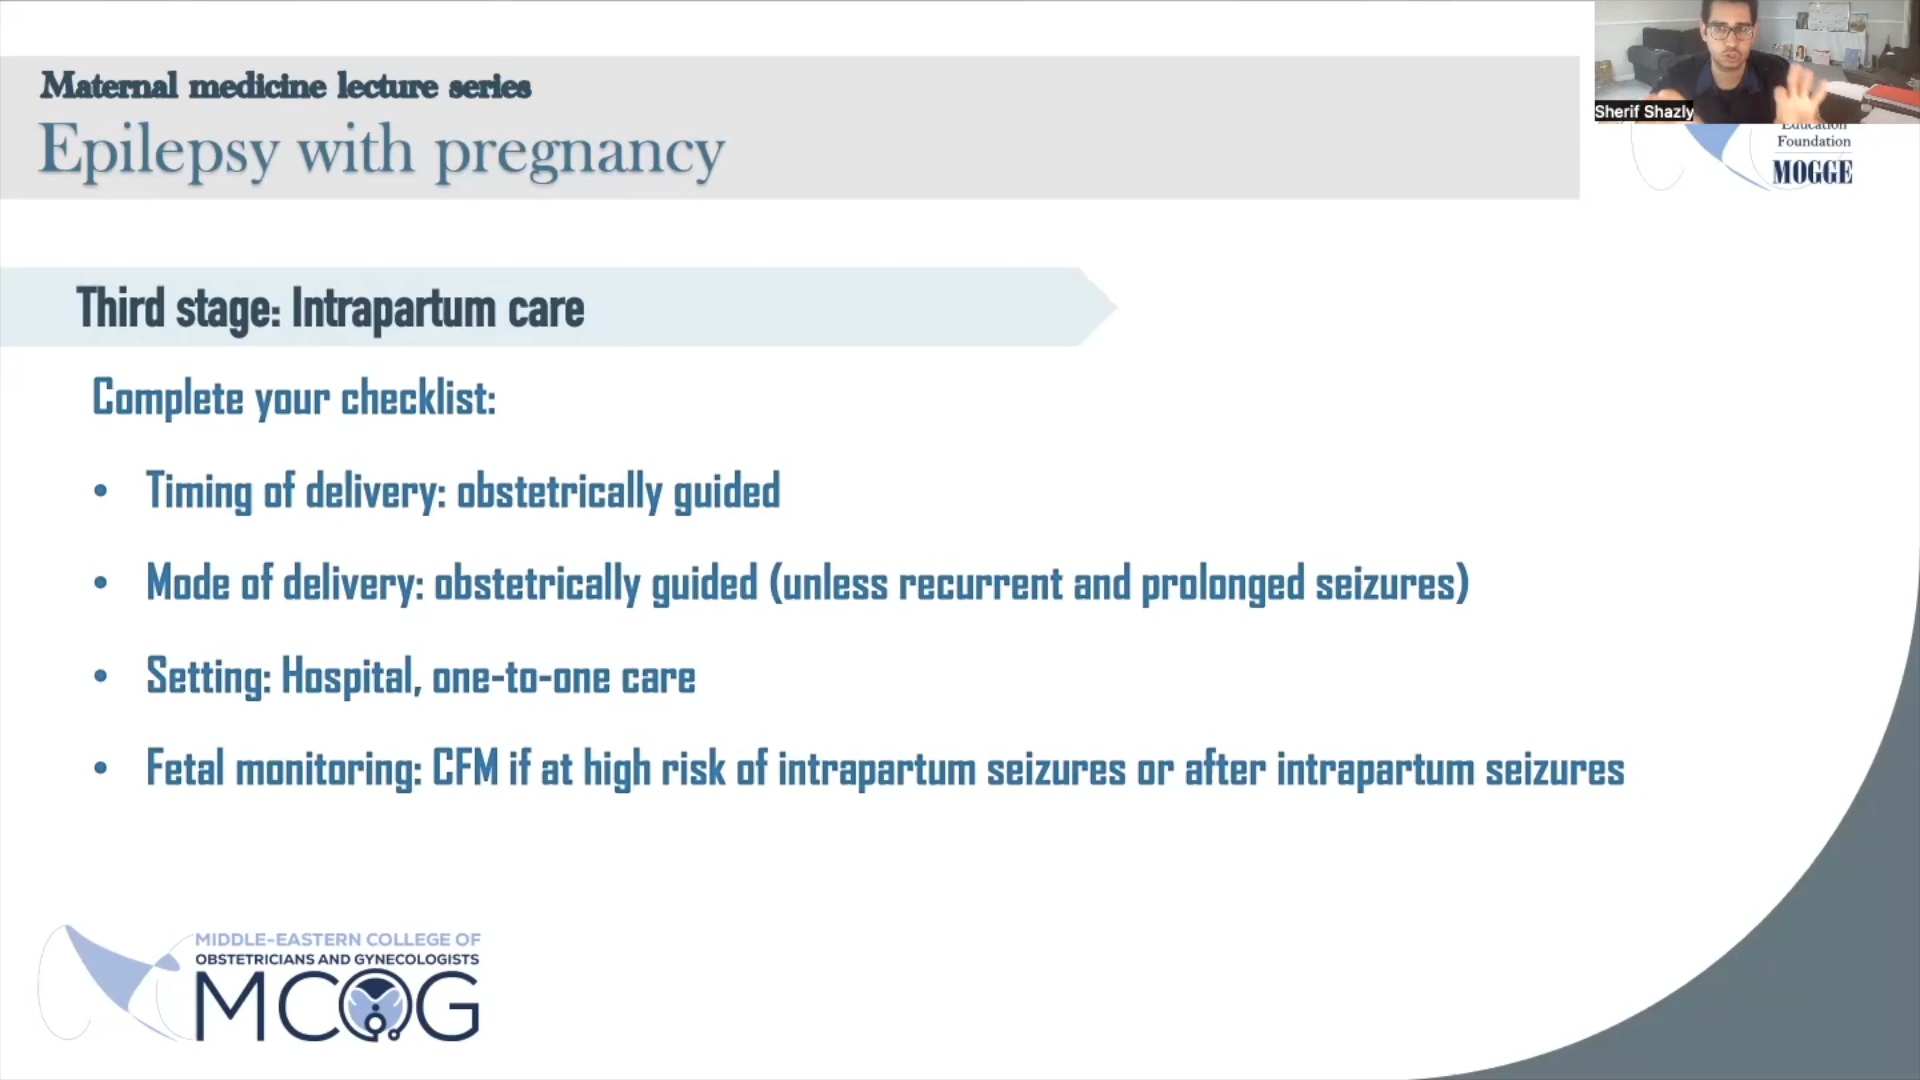 Maternal medicine lecture series
Epilepsy with pregnancy
Sherif Shazly
Education
Foundation
MOGGE
Third stage: Intrapartum care
Complete your checklist:
• Timing of delivery: obstetrically guided
• Mode of delivery: obstetrically guided (unless recurrent and prolonged seizures)
• Setting: Hospital, one-to-one care
• Fetal monitoring: CFM if at high risk of intrapartum seizures or after intrapartum seizures
MIDDLE-EASTERN COLLEGE OF
OBSTETRICIANS AND GYNECOLOGISTS
MCOG